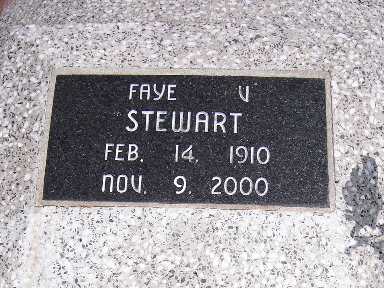 FAYE V
STEWART
FEB. 14, 1910
NOV. 9, 2000